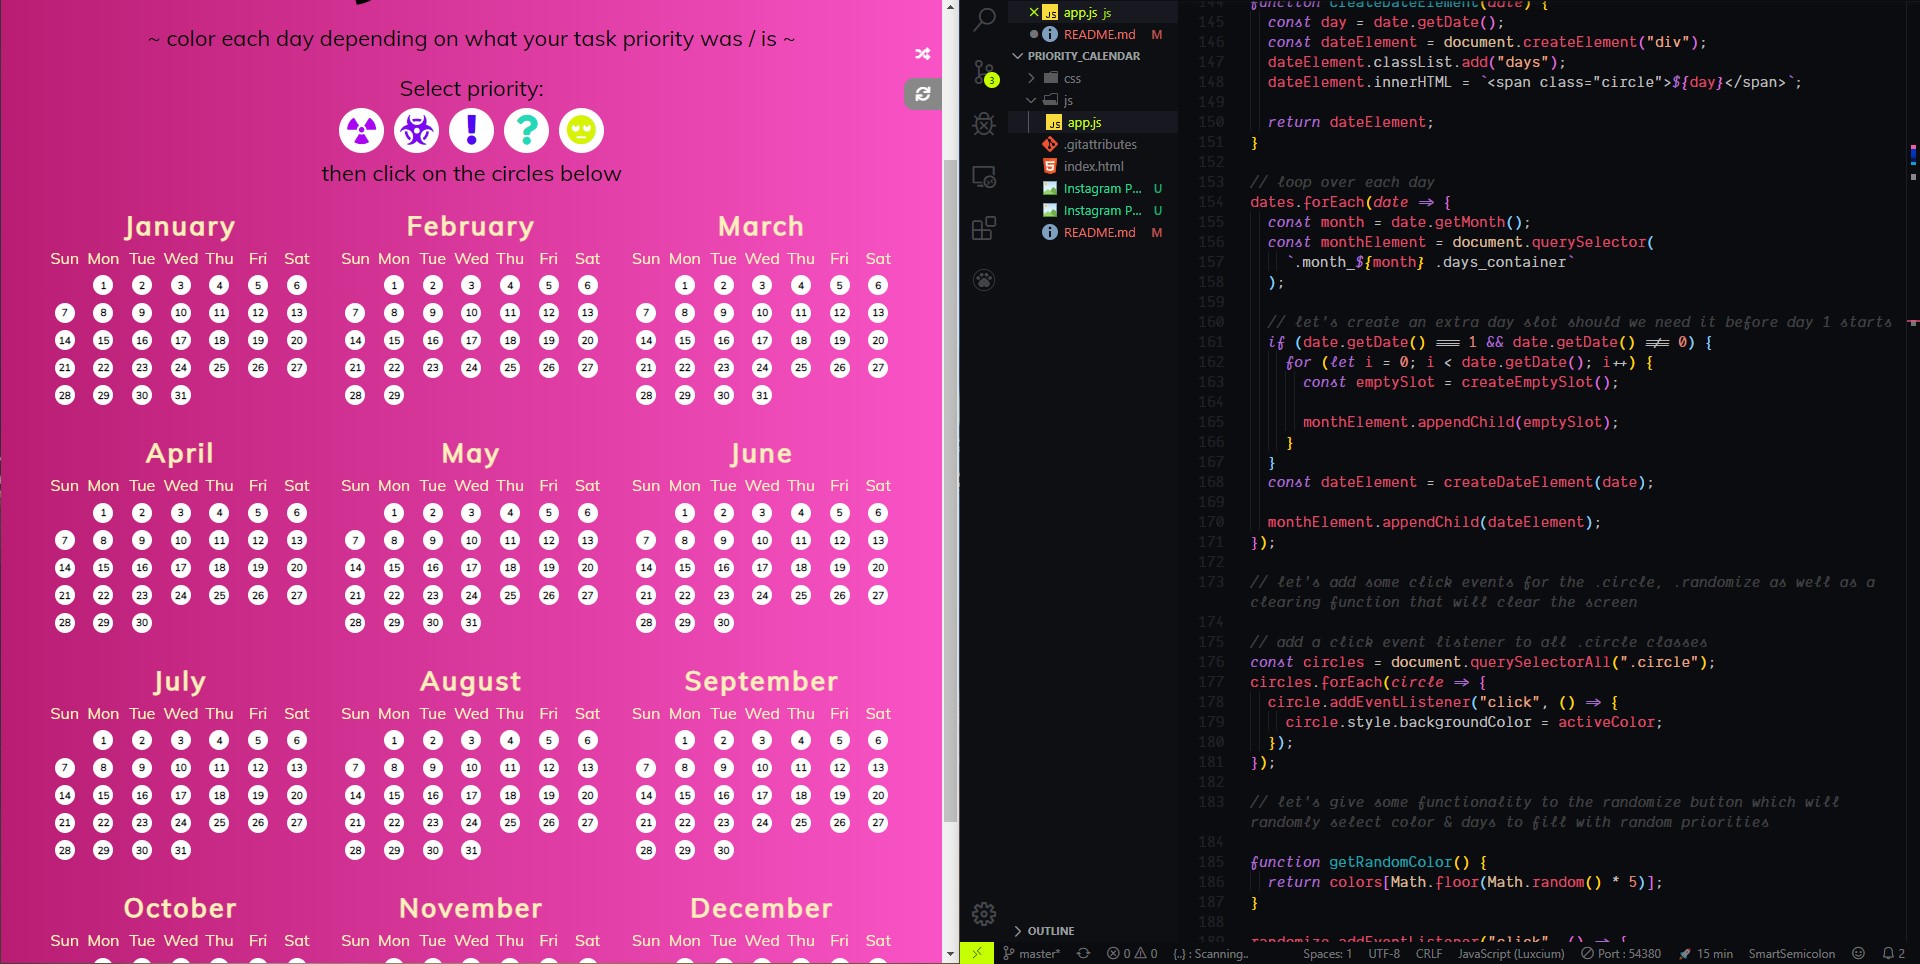 ~ color each day depending on what your task priority was / is ~
Select priority:
then click on the circles below
January February March
Sun Mon Tue Wed Thu Fri Sat Sun Mon Tue Wed Thu Fri Sat Sun Mon Tue Wed Thu Fri Sat
1 2 3 4 5 6 1 2 3 4 5 6 1 2 3 4 5 6
7 8 9 10 11 12 13 7 8 9 10 11 12 13 7 8 9 10 11 12 13
14 15 16 17 18 19 20 14 15 16 17 18 19 20 14 15 16 17 18 19 20
21 22 23 24 25 26 27 21 22 23 24 25 26 27 21 22 23 24 25 26 27
28 29 30 31 28 29 28 29 30 31
April May June
Sun Mon Tue Wed Thu Fri Sat Sun Mon Tue Wed Thu Fri Sat Sun Mon Tue Wed Thu Fri Sat
1 2 3 4 5 6 1 2 3 4 5 6 1 2 3 4 5 6
7 8 9 10 11 12 13 7 8 9 10 11 12 13 7 8 9 10 11 12 13
14 15 16 17 18 19 20 14 15 16 17 18 19 20 14 15 16 17 18 19 20
21 22 23 24 25 26 27 21 22 23 24 25 26 27 21 22 23 24 25 26 27
28 29 30 28 29 30 31 28 29 30
July August September
Sun Mon Tue Wed Thu Fri Sat Sun Mon Tue Wed Thu Fri Sat Sun Mon Tue Wed Thu Fri Sat
1 2 3 4 5 6 1 2 3 4 5 6 1 2 3 4 5 6
7 8 9 10 11 12 13 7 8 9 10 11 12 13 7 8 9 10 11 12 13
14 15 16 17 18 19 20 14 15 16 17 18 19 20 14 15 16 17 18 19 20
21 22 23 24 25 26 27 21 22 23 24 25 26 27 21 22 23 24 25 26 27
28 29 30 31 28 29 30 31 28 29 30
October November December
Sun Mon Tue Wed Thu Fri Sat Sun Mon Tue Wed Thu Fri Sat Sun Mon Tue Wed Thu Fri Sat
3
JS app.js js
README.md M
PRIORITY_CALENDAR
css
js
JS app.js
.gitattributes
index.html
Instagram P... U
Instagram P... U
README.md M
OUTLINE
144 function createDateElement(date) {
145 const day = date.getDate();
146 const dateElement = document.createElement("div");
147 dateElement.classList.add("days");
148 dateElement.innerHTML = `<span class="circle">${day}</span>`;
149
150 return dateElement;
151 }
152
153 // loop over each day
154 dates.forEach(date => {
155 const month = date.getMonth();
156 const monthElement = document.querySelector(
157 `.month_${month} .days_container`
158 );
159
160 // let's create an extra day slot should we need it before day 1 starts
161 if (date.getDate() === 1 && date.getDate() !== 0) {
162 for (let i = 0; i < date.getDate(); i++) {
163 const emptySlot = createEmptySlot();
164
165 monthElement.appendChild(emptySlot);
166 }
167 }
168 const dateElement = createDateElement(date);
169
170 monthElement.appendChild(dateElement);
171 });
172
173 // let's add some click events for the .circle, .randomize as well as a
clearing function that will clear the screen
174
175 // add a click event listener to all .circle classes
176 const circles = document.querySelectorAll(".circle");
177 circles.forEach(circle => {
178 circle.addEventListener("click", () => {
179 circle.style.backgroundColor = activeColor;
180 });
181 });
182
183 // let's give some functionality to the randomize button which will
randomly select color & days to fill with random priorities
184
185 function getRandomColor() {
186 return colors[Math.floor(Math.random() * 5)];
187 }
188
189 randomize.addEventListener("click", () => {
master* 0 0 {..} : Scanning.. Spaces: 1 UTF-8 CRLF JavaScript (Luxcium) Port : 54380 15 min SmartSemicolon 2